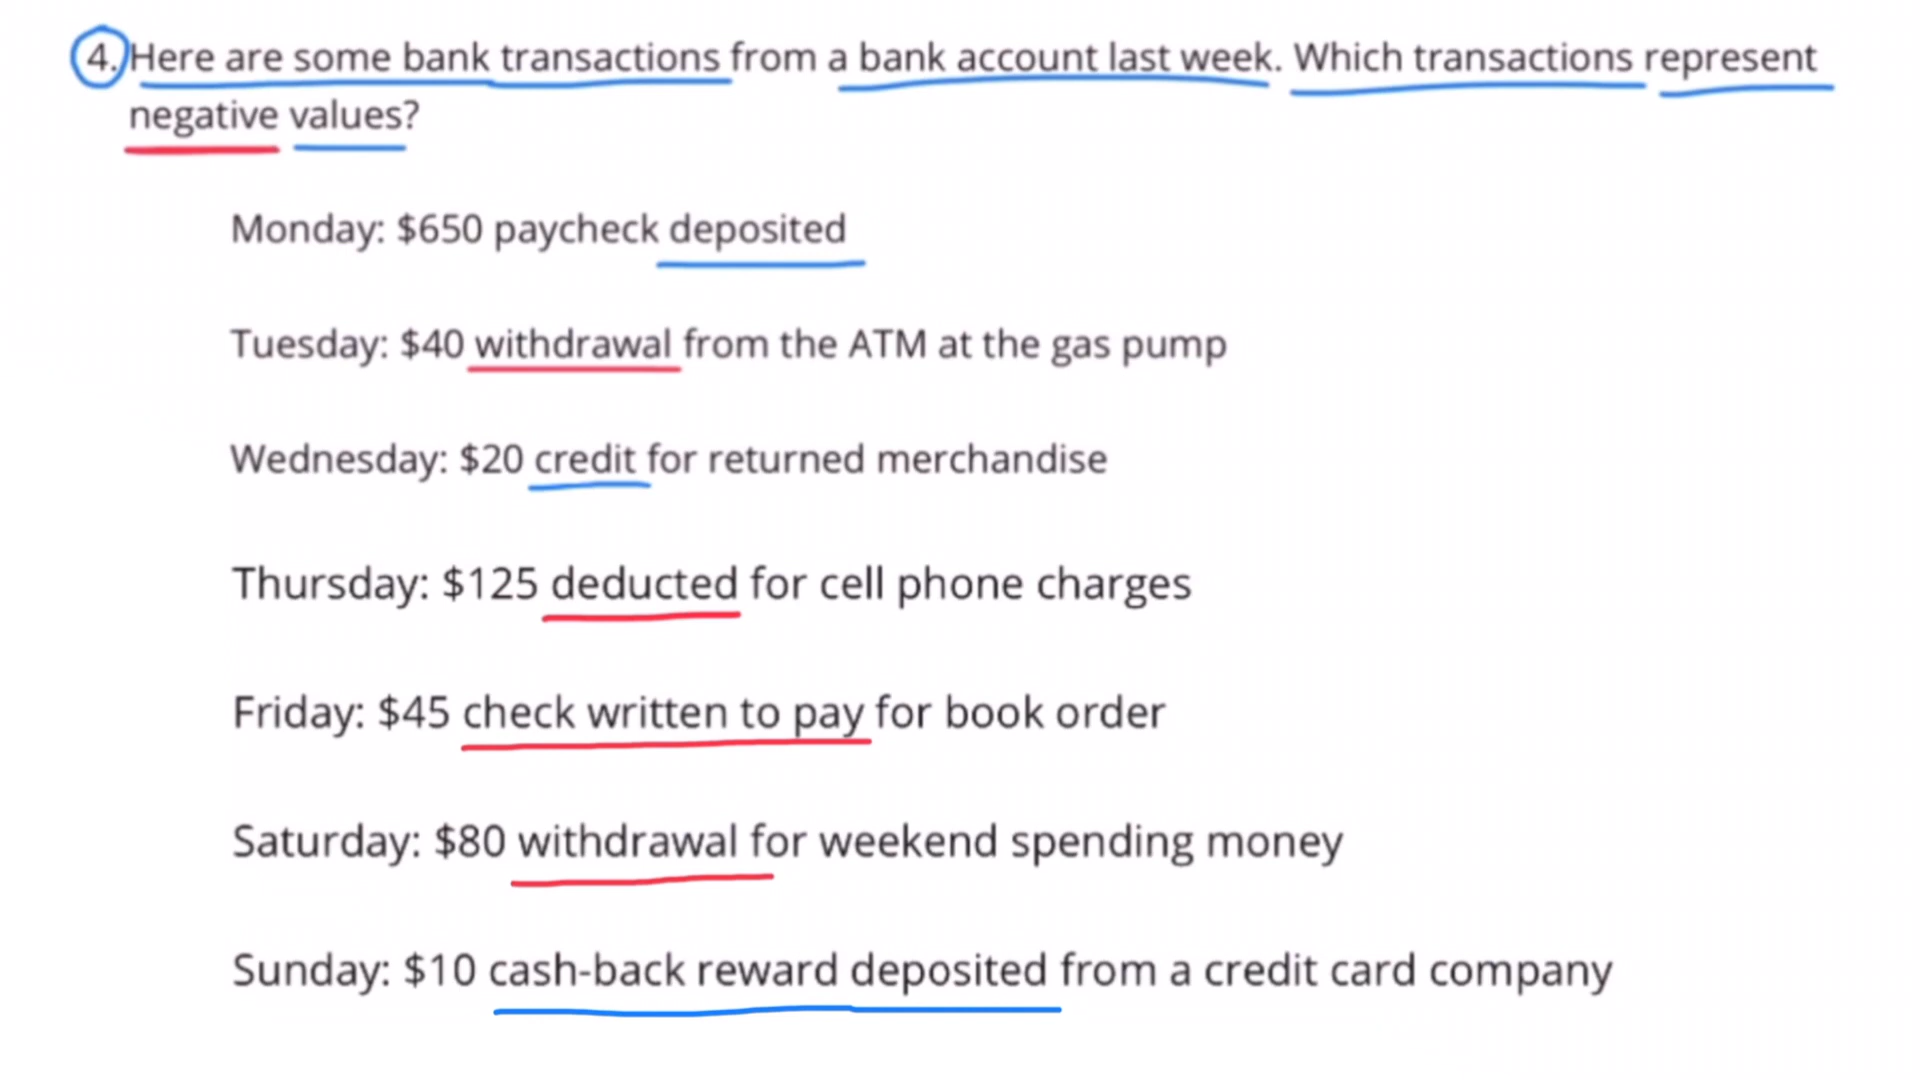 4. Here are some bank transactions from a bank account last week. Which transactions represent
negative values?
Monday: $650 paycheck deposited
Tuesday: $40 withdrawal from the ATM at the gas pump
Wednesday: $20 credit for returned merchandise
Thursday: $125 deducted for cell phone charges
Friday: $45 check written to pay for book order
Saturday: $80 withdrawal for weekend spending money
Sunday: $10 cash-back reward deposited from a credit card company